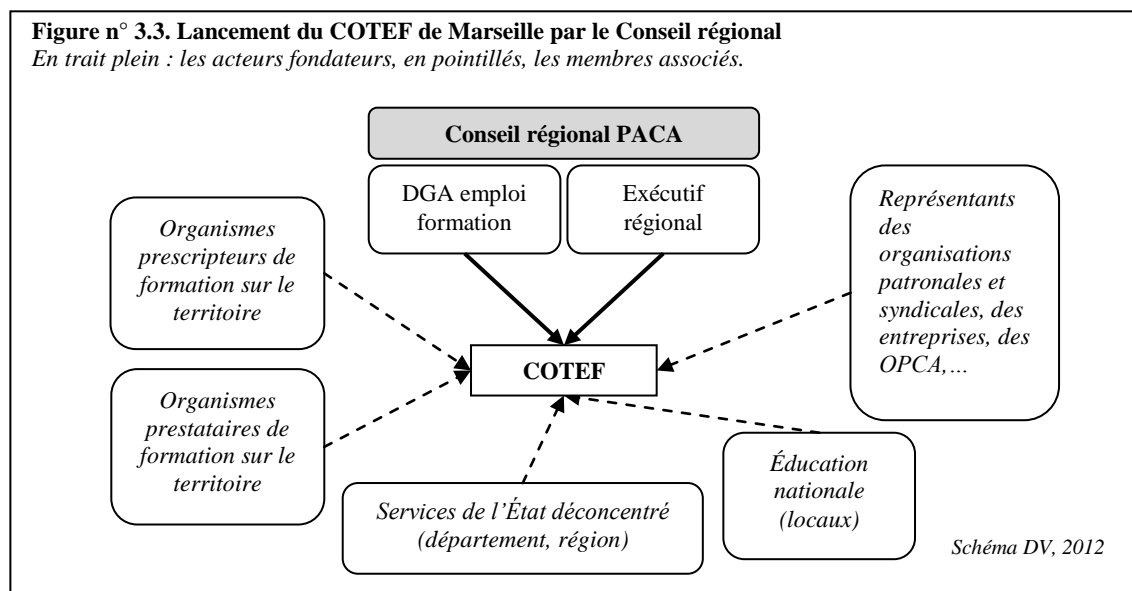 Figure n° 3.3. Lancement du COTEF de Marseille par le Conseil régional
En trait plein : les acteurs fondateurs, en pointillés, les membres associés.
Conseil régional PACA
DGA emploi
formation
Exécutif
régional
Organismes
prescripteurs de
formation sur le
territoire
Représentants
des
organisations
patronales et
syndicales, des
entreprises, des
OPCA,…
COTEF
Organismes
prestataires de
formation sur le
territoire
Services de l’État déconcentré
(département, région)
Éducation
nationale
(locaux)
Schéma DV, 2012